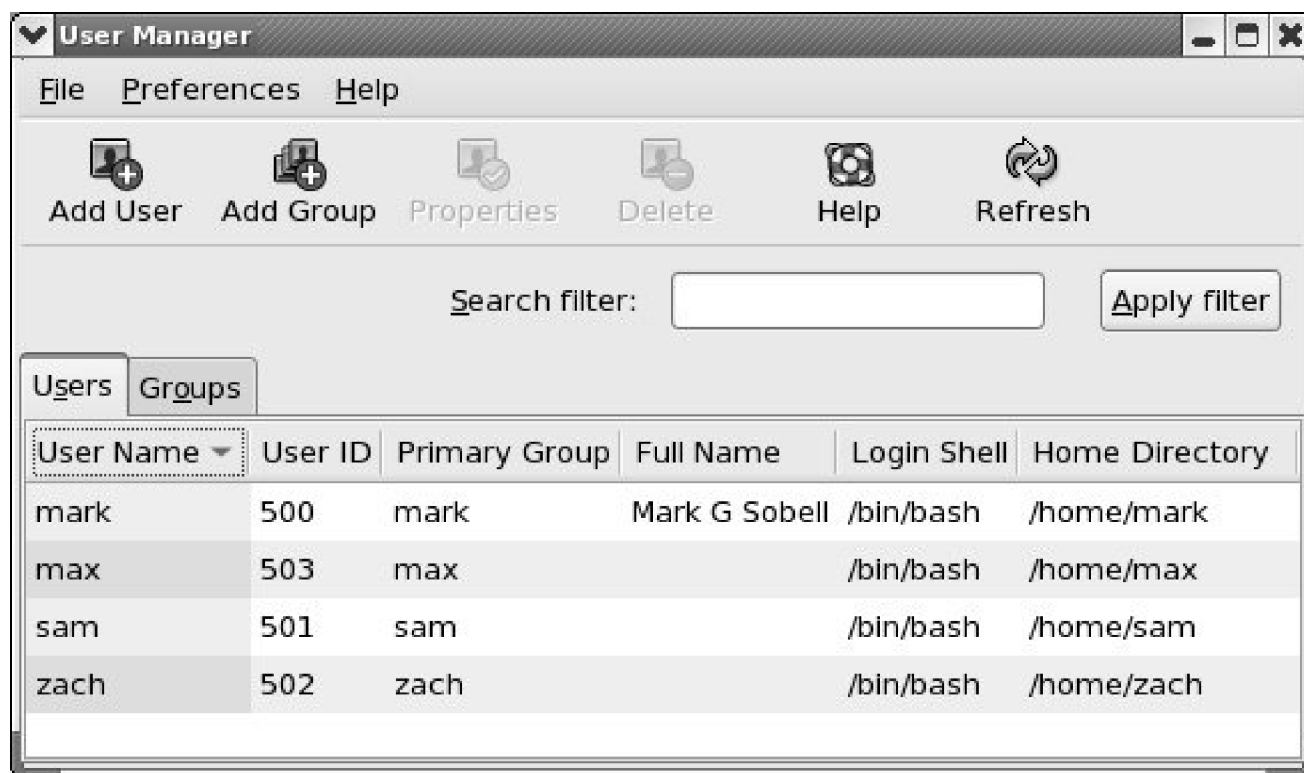 User Manager
File Preferences Help
Add User Add Group Properties Delete Help Refresh
Search filter: Apply filter
Users Groups
User Name User ID Primary Group Full Name Login Shell Home Directory
mark 500 mark Mark G Sobell /bin/bash /home/mark
max 503 max /bin/bash /home/max
sam 501 sam /bin/bash /home/sam
zach 502 zach /bin/bash /home/zach